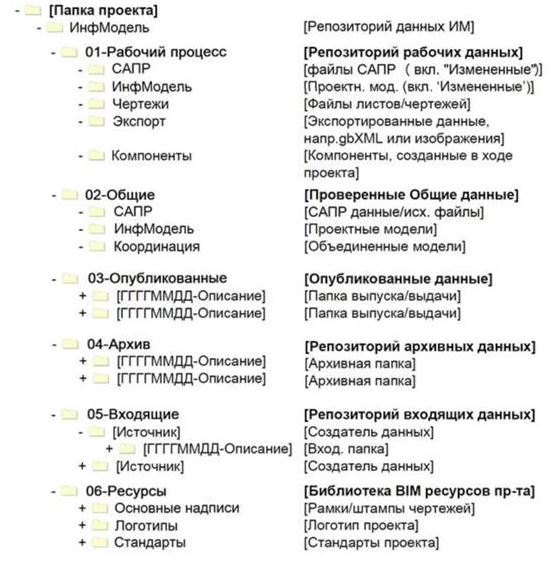 - [Папка проекта]
- ИнфМодель [Репозиторий данных ИМ]
- 01-Рабочий процесс [Репозиторий рабочих данных]
- САПР [файлы САПР ( вкл. "Измененные")]
- ИнфМодель [Проектн. мод. (вкл. 'Измененные')]
- Чертежи [Файлы листов/чертежей]
- Экспорт [Экспортированные данные,
напр.gbXML или изображения]
- Компоненты [Компоненты, созданные в ходе
проекта]
- 02-Общие [Проверенные Общие данные]
- САПР [САПР данные/исх. файлы]
- ИнфМодель [Проектные модели]
- Координация [Объединенные модели]
- 03-Опубликованные [Опубликованные данные]
+ [ГГГГММДД-Описание] [Папка выпуска/выдачи]
+ [ГГГГММДД-Описание] [Папка выпуска/выдачи]
- 04-Архив [Репозиторий архивных данных]
+ [ГГГГММДД-Описание] [Архивная папка]
+ [ГГГГММДД-Описание] [Архивная папка]
- 05-Входящие [Репозиторий входящих данных]
- [Источник] [Создатель данных]
+ [ГГГГММДД-Описание] [Вход. папка]
+ [Источник] [Создатель данных]
- 06-Ресурсы [Библиотека BIM ресурсов пр-та]
+ Основные надписи [Рамки/штампы чертежей]
+ Логотипы [Логотип проекта]
+ Стандарты [Стандарты проекта]